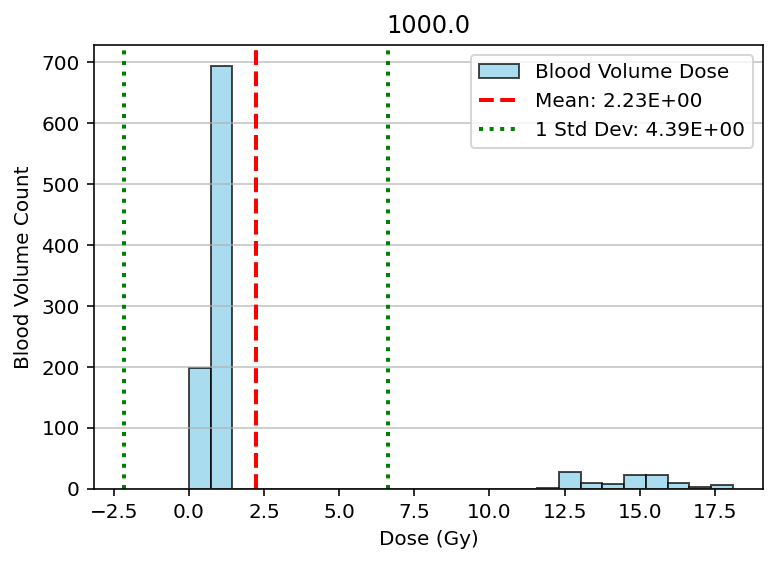 1000.0
Blood Volume Dose
Mean: 2.23E+00
1 Std Dev: 4.39E+00
700
600
500
400
300
200
100
0
Blood Volume Count
−2.5 0.0 2.5 5.0 7.5 10.0 12.5 15.0 17.5
Dose (Gy)